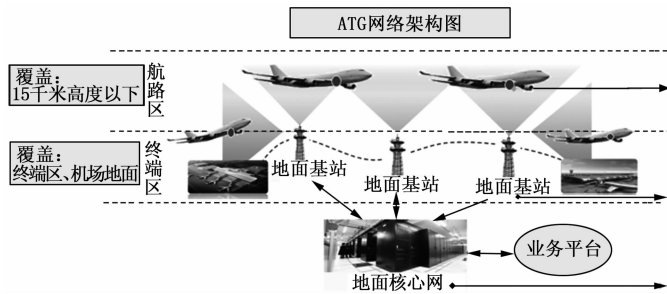 ATG网络架构图
覆盖：
15千米高度以下
航路区
覆盖：
终端区、机场地面
终端区
地面基站
地面基站
地面基站
业务平台
地面核心网